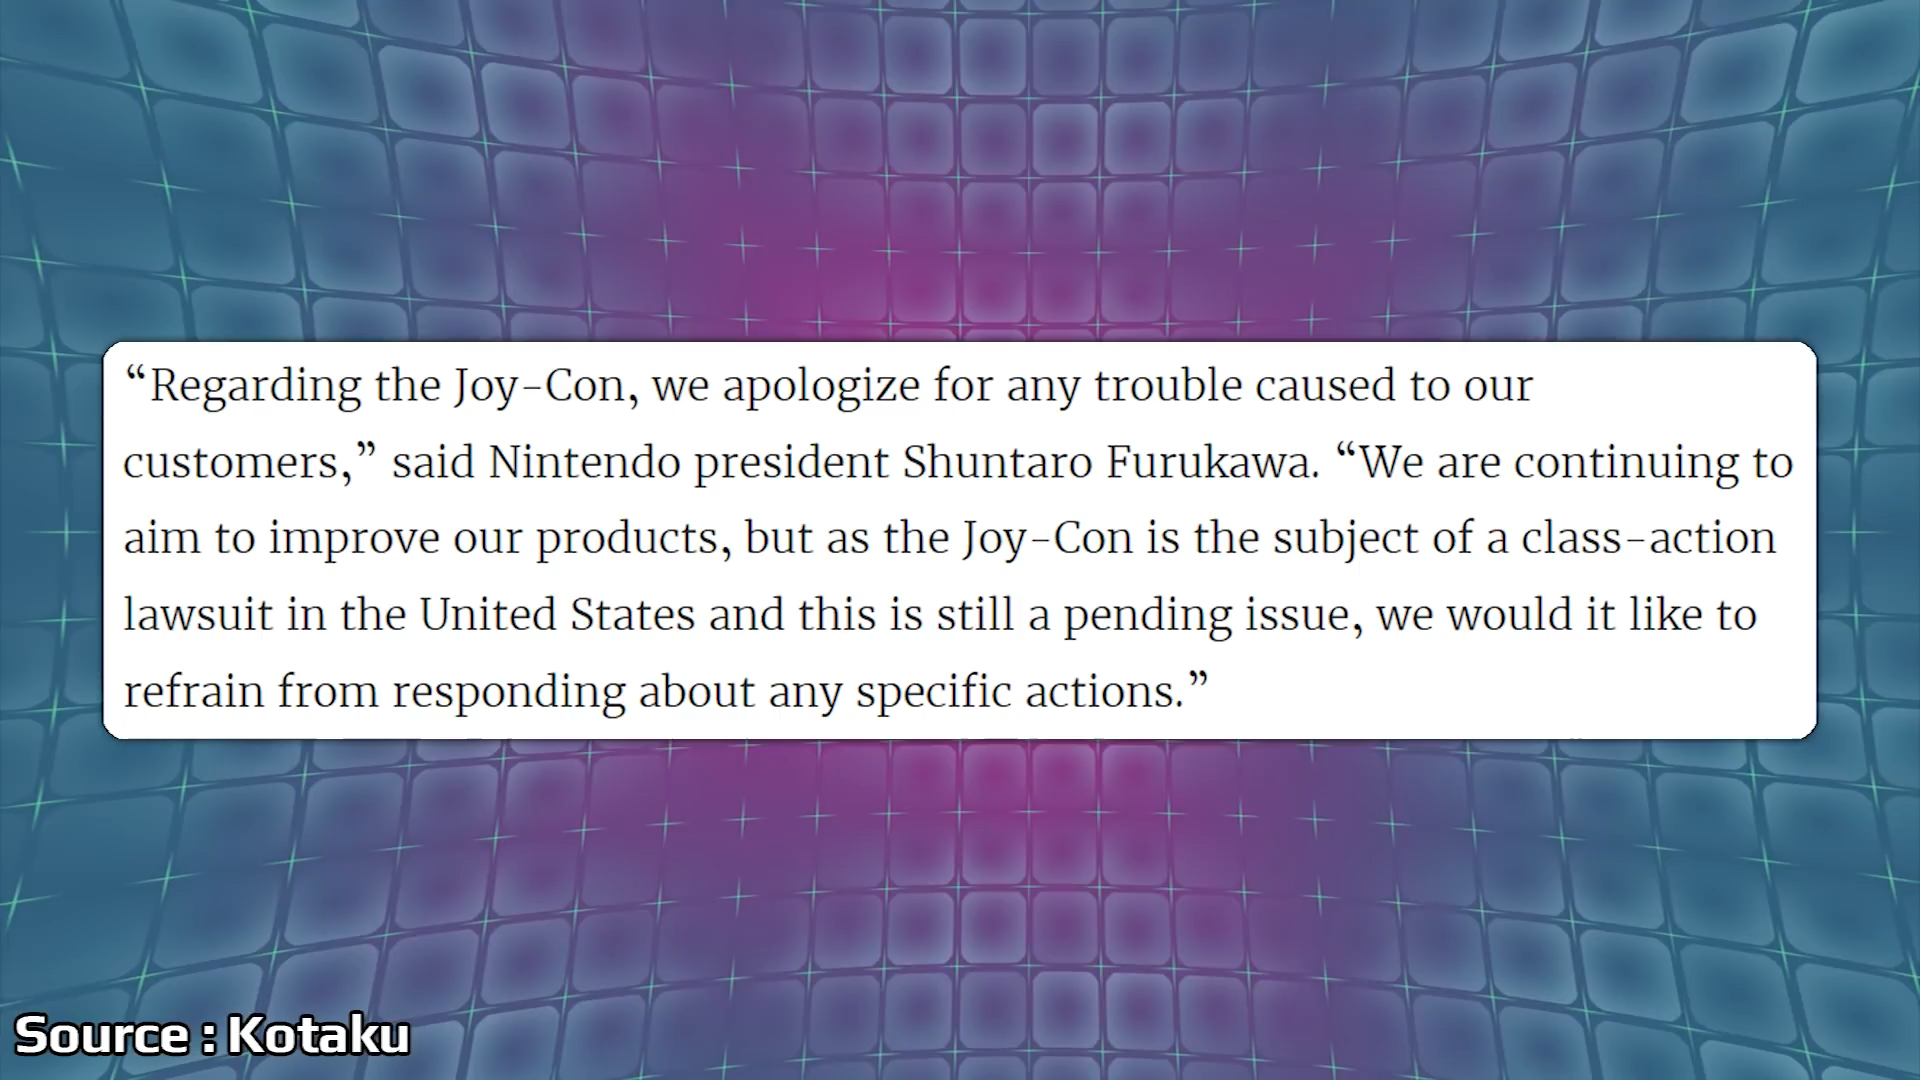 “Regarding the Joy-Con, we apologize for any trouble caused to our
customers,” said Nintendo president Shuntaro Furukawa. “We are continuing to
aim to improve our products, but as the Joy-Con is the subject of a class-action
lawsuit in the United States and this is still a pending issue, we would it like to
refrain from responding about any specific actions.”
Source : Kotaku